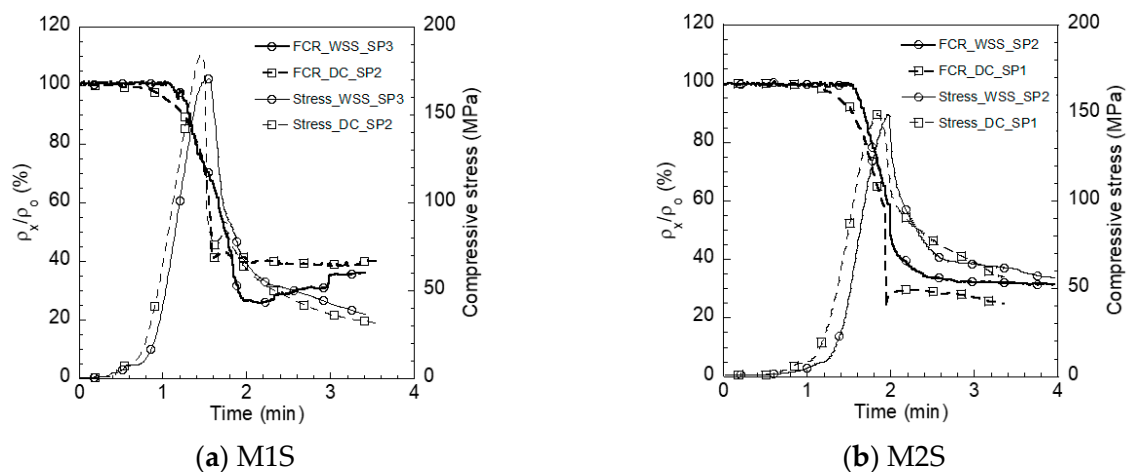 120
100
80
60
40
20
0
ρx/ρo (%)
200
150
100
50
0
Compressive stress (MPa)
FCR_WSS_SP3
FCR_DC_SP2
Stress_WSS_SP3
Stress_DC_SP2
0 1 2 3 4
Time (min)
(a) M1S
120
100
80
60
40
20
0
ρx/ρo (%)
200
150
100
50
0
Compressive stress (MPa)
FCR_WSS_SP2
FCR_DC_SP1
Stress_WSS_SP2
Stress_DC_SP1
0 1 2 3 4
Time (min)
(b) M2S